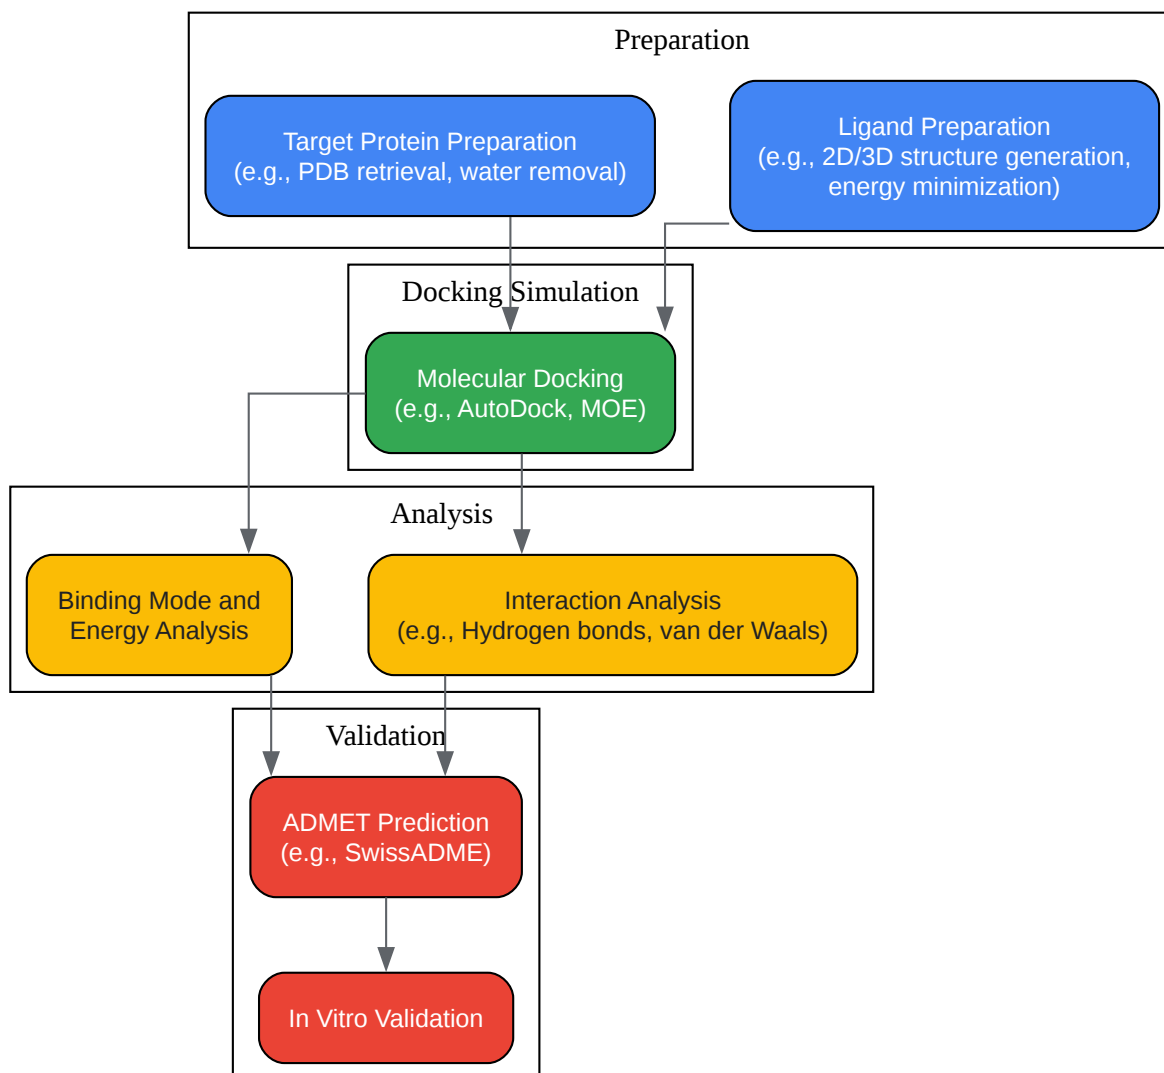 Preparation
Target Protein Preparation
(e.g., PDB retrieval, water removal)
Ligand Preparation
(e.g., 2D/3D structure generation,
energy minimization)
Docking Simulation
Molecular Docking
(e.g., AutoDock, MOE)
Analysis
Binding Mode and
Energy Analysis
Interaction Analysis
(e.g., Hydrogen bonds, van der Waals)
Validation
ADMET Prediction
(e.g., SwissADME)
In Vitro Validation